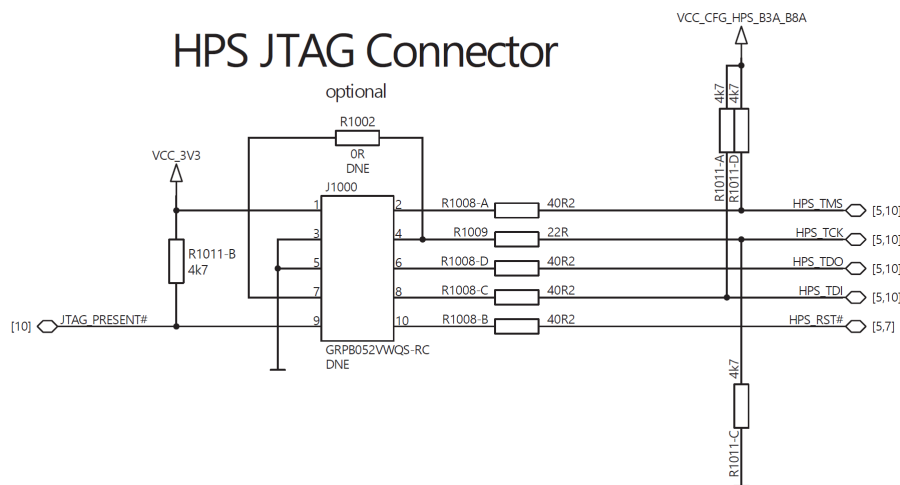 VCC_CFG_HPS_B3A_B8A
HPS JTAG Connector
optional
4k7 4k7
R1002
0R
DNE
VCC_3V3
R1011-A R1011-D
J1000
1 2 R1008-A 40R2 HPS_TMS [5,10]
3 4 R1009 22R HPS_TCK [5,10]
R1011-B
4k7
5 6 R1008-D 40R2 HPS_TDO [5,10]
7 8 R1008-C 40R2 HPS_TDI [5,10]
[10] JTAG_PRESENT# 9 10 R1008-B 40R2 HPS_RST# [5,7]
GRPB052VWQS-RC
DNE
4k7
R1011-C